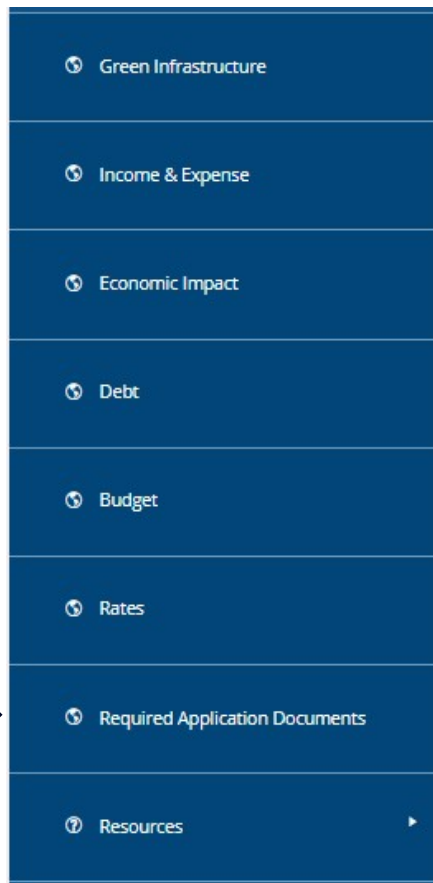 Green Infrastructure
Income & Expense
Economic Impact
Debt
Budget
Rates
Required Application Documents
Resources